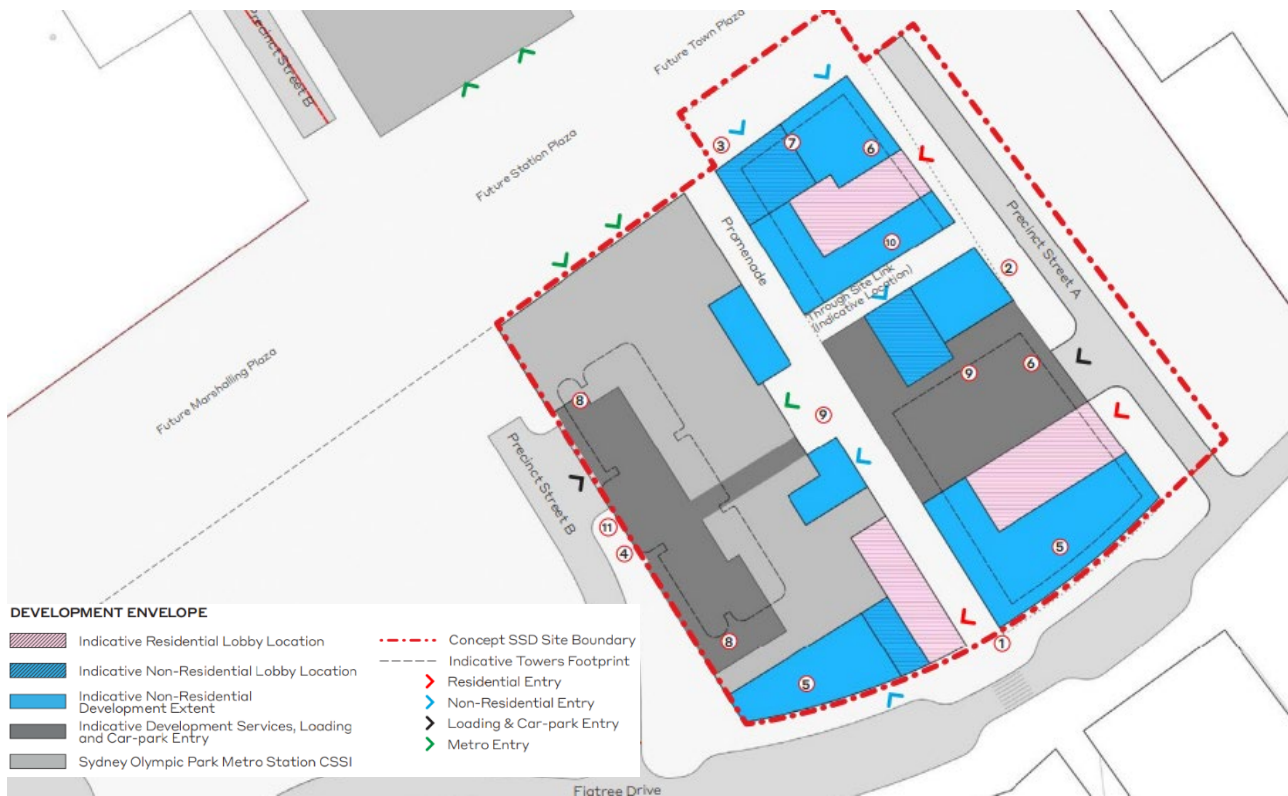 Precinct Street B
Future Town Plaza
Future Station Plaza
3
7
6
Promenade
Precinct Street A
10
Through Site Link
(Indicative Location)
2
Future Marshalling Plaza
8
6
9
9
Precinct Street B
11
4
5
1
8
5
DEVELOPMENT ENVELOPE
Indicative Residential Lobby Location
Indicative Non-Residential Lobby Location
Indicative Non-Residential
Development Extent
Indicative Development Services, Loading
and Car-park Entry
Sydney Olympic Park Metro Station CSSI
Concept SSD Site Boundary
Indicative Towers Footprint
Residential Entry
Non-Residential Entry
Loading & Car-park Entry
Metro Entry
Figtree Drive